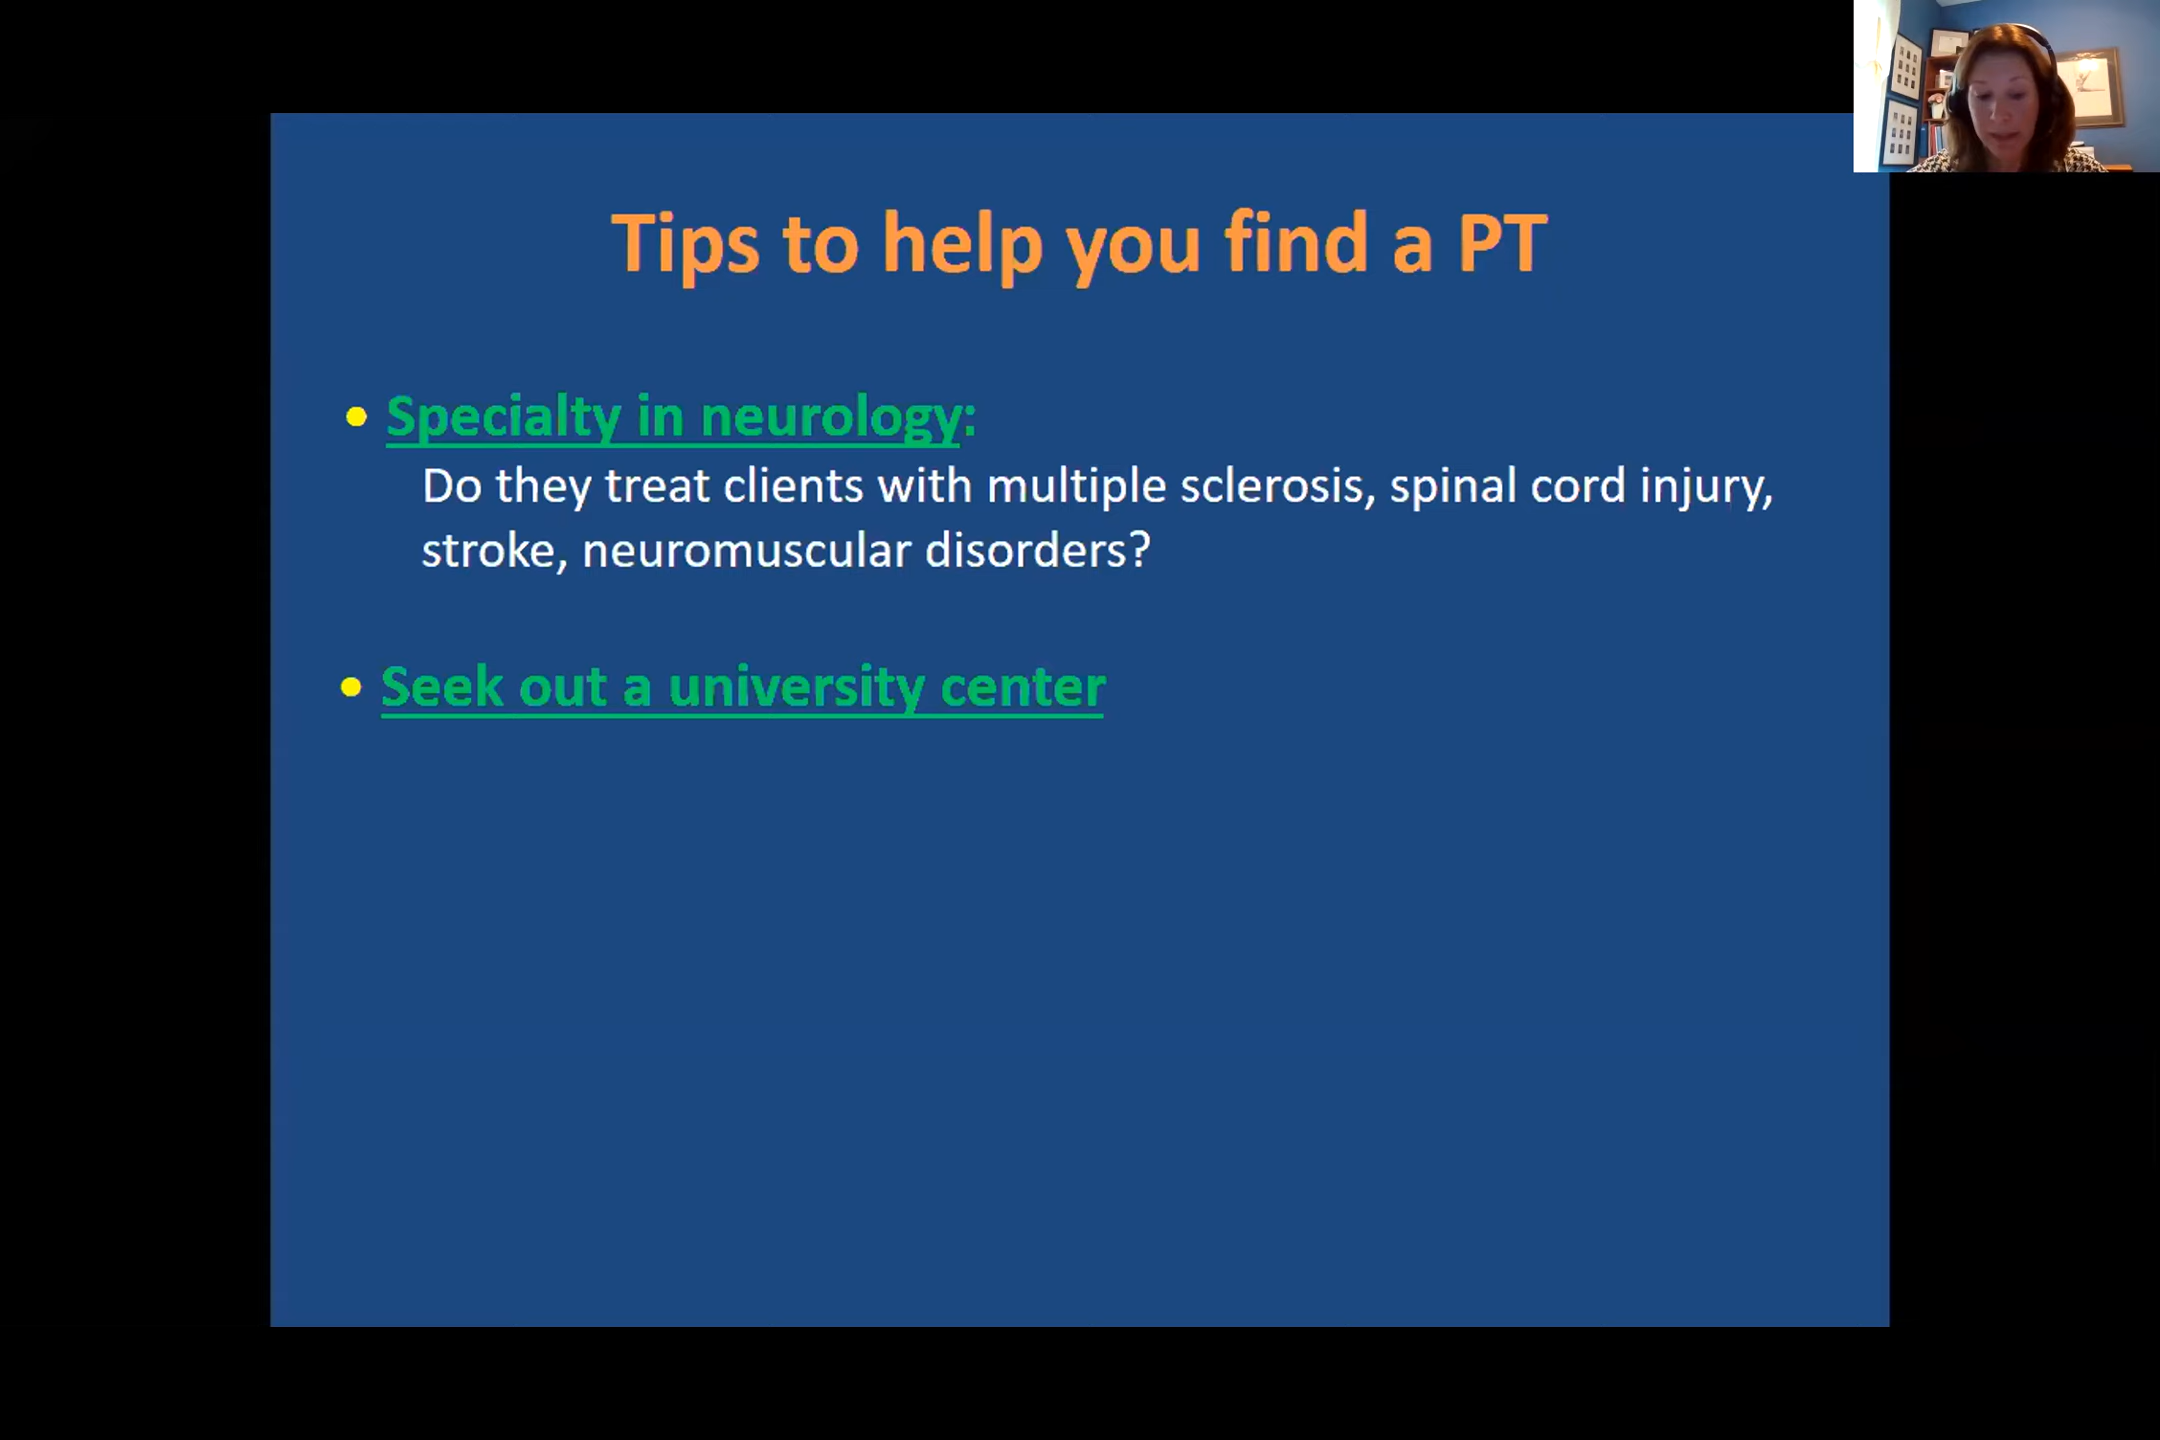 Tips to help you find a PT
• Specialty in neurology:
Do they treat clients with multiple sclerosis, spinal cord injury,
stroke, neuromuscular disorders?
• Seek out a university center